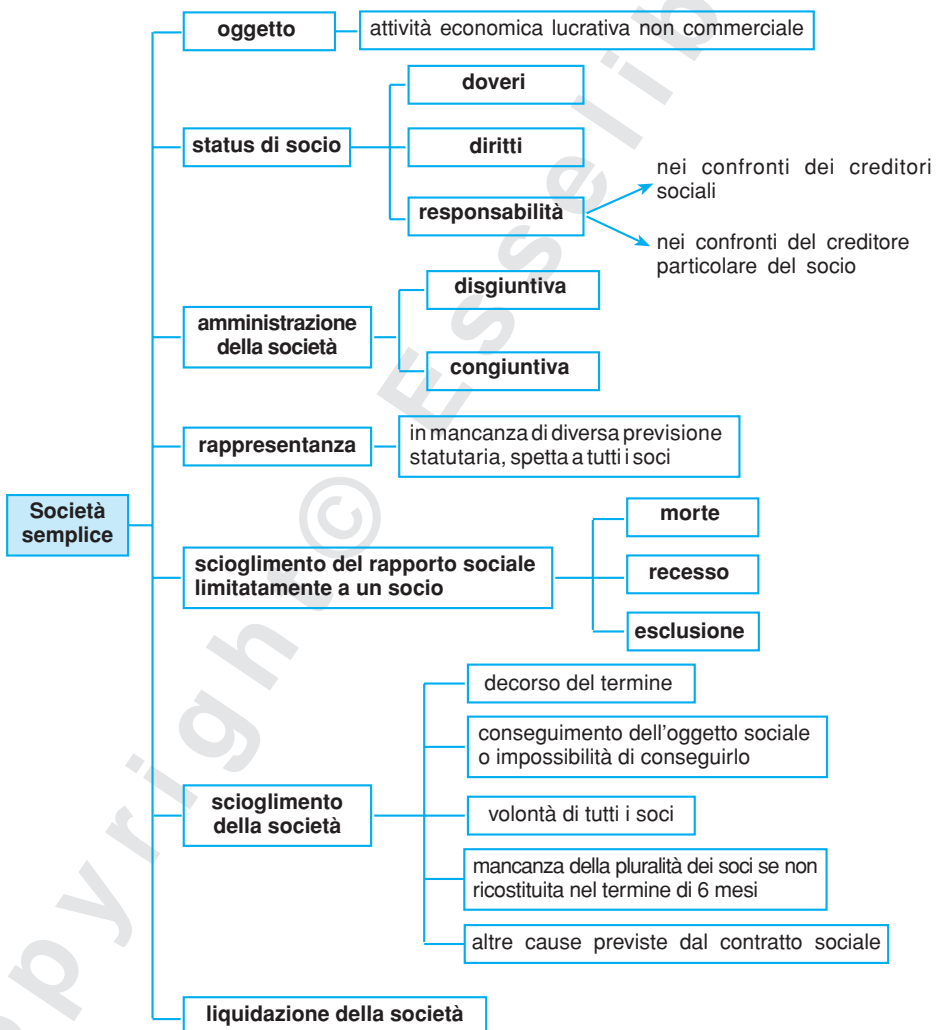 oggetto
attività economica lucrativa non commerciale
doveri
status di socio
diritti
responsabilità
nei confronti dei creditori
sociali
nei confronti del creditore
particolare del socio
disgiuntiva
amministrazione
della società
congiuntiva
rappresentanza
in mancanza di diversa previsione
statutaria, spetta a tutti i soci
Società
semplice
scioglimento del rapporto sociale
limitatamente a un socio
morte
recesso
esclusione
decorso del termine
conseguimento dell'oggetto sociale
o impossibilità di conseguirlo
scioglimento
della società
volontà di tutti i soci
mancanza della pluralità dei soci se non
ricostituita nel termine di 6 mesi
altre cause previste dal contratto sociale
liquidazione della società
pyright © Esselib